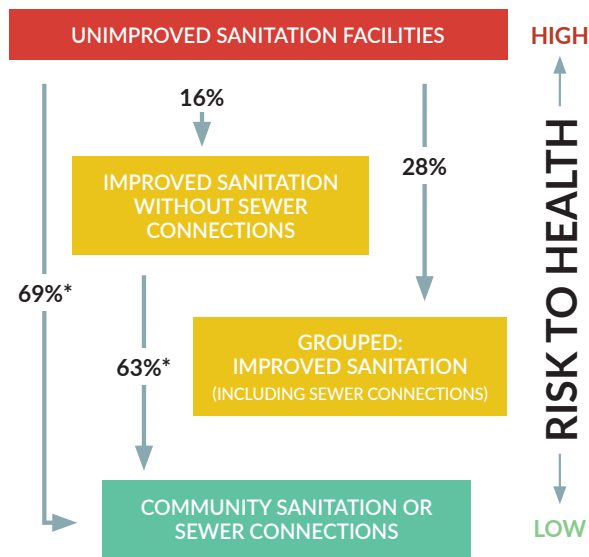 UNIMPROVED SANITATION FACILITIES
HIGH
16%
28%
IMPROVED SANITATION
WITHOUT SEWER
CONNECTIONS
69%*
63%*
GROUPED:
IMPROVED SANITATION
(INCLUDING SEWER CONNECTIONS)
RISK TO HEALTH
COMMUNITY SANITATION OR
SEWER CONNECTIONS
LOW